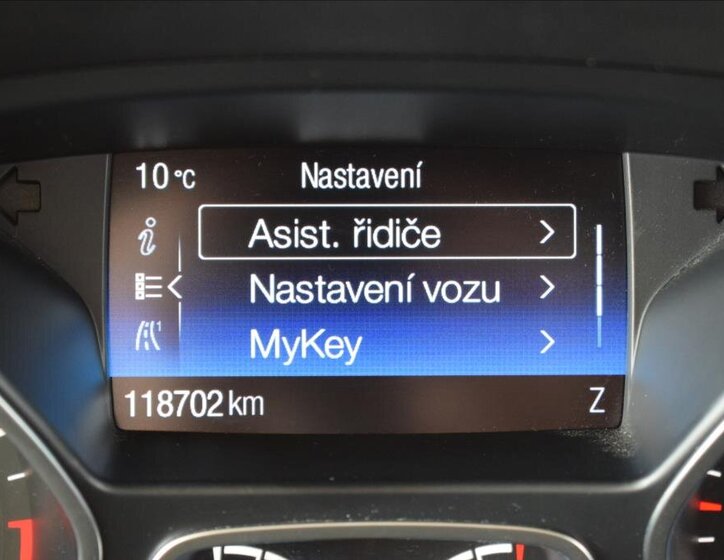 10 °C Nastavení
Asist. řidiče
Nastavení vozu
MyKey
118702 km Z